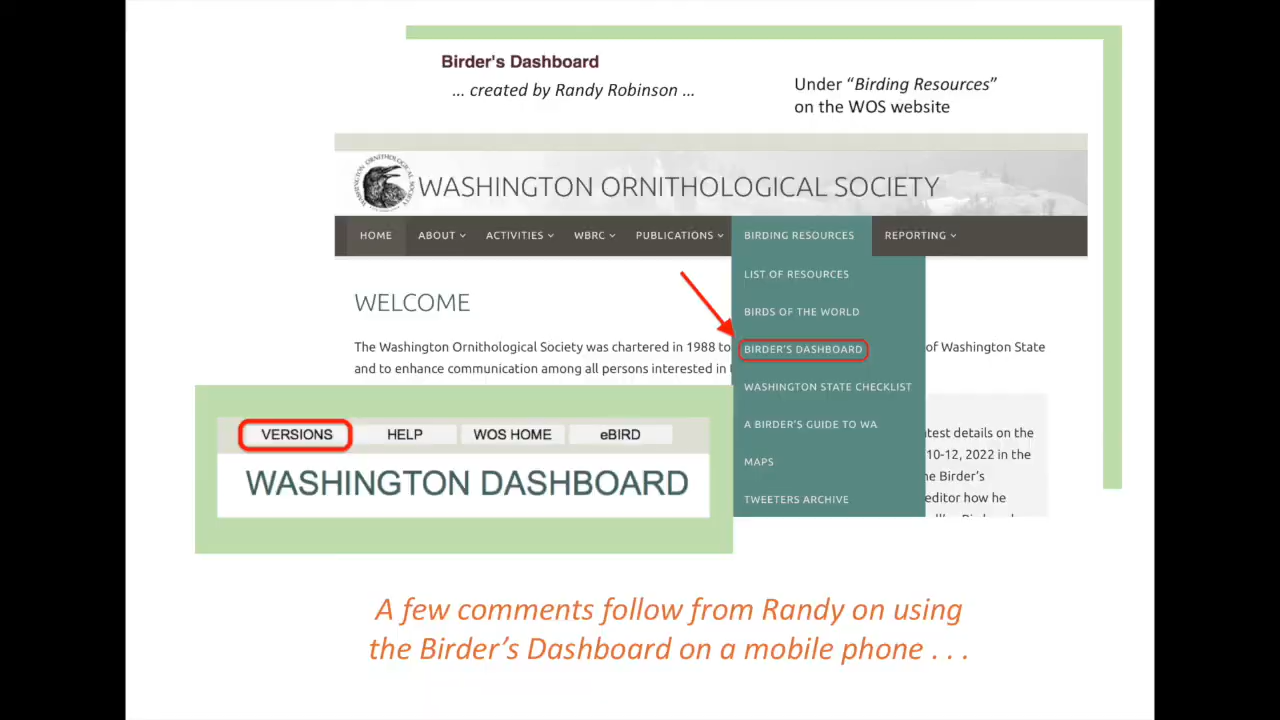 Birder's Dashboard
... created by Randy Robinson ...
Under “Birding Resources”
on the WOS website
WASHINGTON ORNITHOLOGICAL SOCIETY
WASHINGTON ORNITHOLOGICAL SOCIETY
HOME ABOUT ACTIVITIES WBRC PUBLICATIONS BIRDING RESOURCES REPORTING
LIST OF RESOURCES
BIRDS OF THE WORLD
BIRDER'S DASHBOARD
WASHINGTON STATE CHECKLIST
A BIRDER'S GUIDE TO WA
MAPS
TWEETERS ARCHIVE
WELCOME
The Washington Ornithological Society was chartered in 1988 to of Washington State
and to enhance communication among all persons interested in
test details on the
10-12, 2022 in the
ne Birder's
editor how he
VERSIONS HELP WOS HOME eBIRD
WASHINGTON DASHBOARD
A few comments follow from Randy on using
the Birder’s Dashboard on a mobile phone . . .